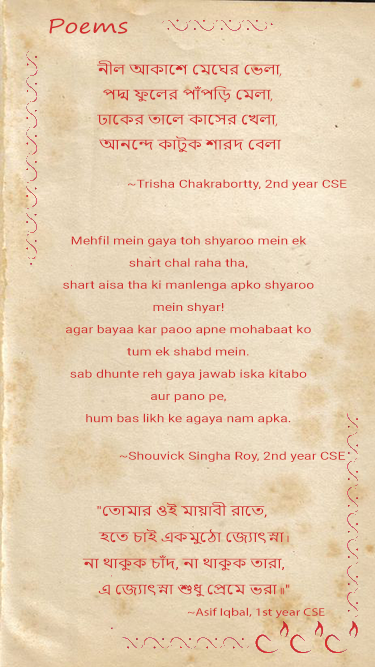 Poems
নীল আকাশে মেঘের ভেলা,
পদ্ম ফুলের পাঁপড়ি মেলা,
ঢাকের তালে কাসের খেলা,
আনন্দে কাটুক শারদ বেলা
~Trisha Chakrabortty, 2nd year CSE
Mehfil mein gaya toh shyaroo mein ek
shart chal raha tha,
shart aisa tha ki manlenga apko shyaroo
mein shyar!
agar bayaa kar paoo apne mohabaat ko
tum ek shabd mein.
sab dhunte reh gaya jawab iska kitabo
aur pano pe,
hum bas likh ke agaya nam apka.
~Shouvick Singha Roy, 2nd year CSE
"তোমার ওই মায়াবী রাতে,
হতে চাই একমুঠো জ্যোৎস্না।
না থাকুক চাঁদ, না থাকুক তারা,
এ জ্যোৎস্না শুধু প্রেমে ভরা॥"
~Asif Iqbal, 1st year CSE